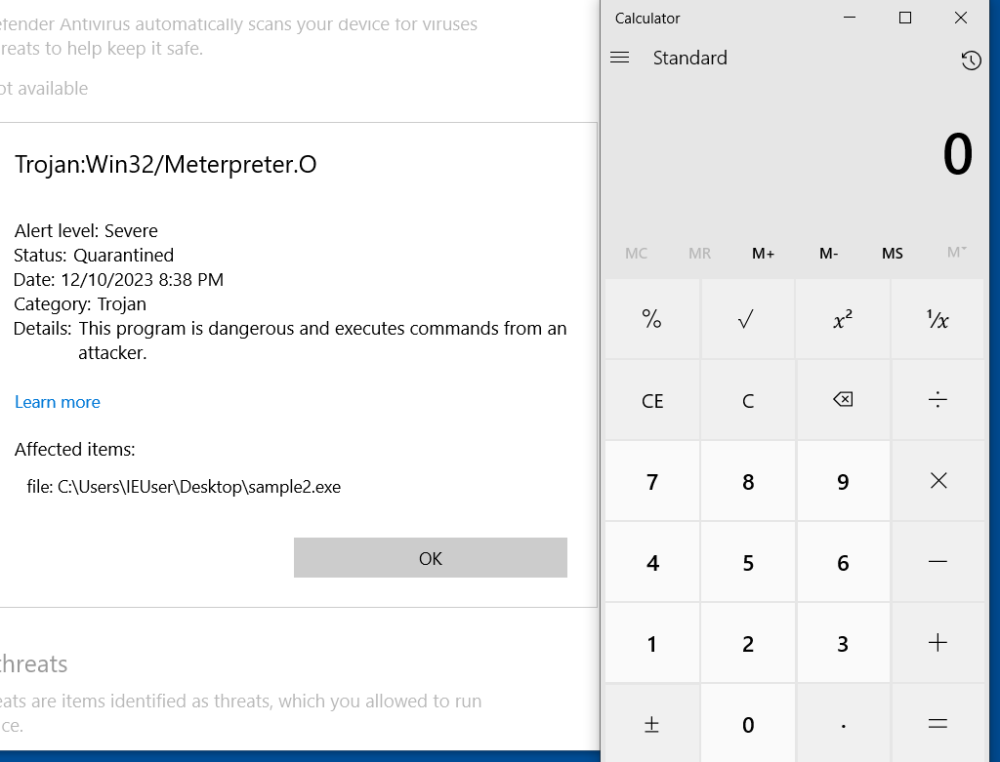 efender Antivirus automatically scans your device for viruses
reats to help keep it safe.
ot available
Trojan:Win32/Meterpreter.O
Alert level: Severe
Status: Quarantined
Date: 12/10/2023 8:38 PM
Category: Trojan
Details: This program is dangerous and executes commands from an
attacker.
Learn more
Affected items:
file: C:\Users\IEUser\Desktop\sample2.exe
OK
threats
eats are items identified as threats, which you allowed to run
ce.
Calculator
Standard
0
MC MR M+ M- MS M˅
% √ x² ¹/x
CE C ÷
7 8 9 ×
4 5 6 −
1 2 3 +
± 0 . =